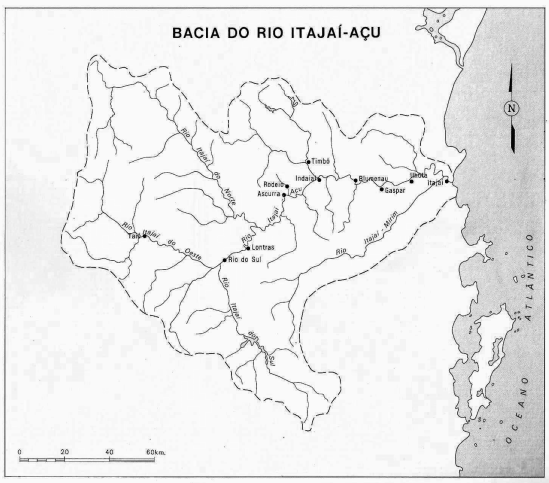 BACIA DO RIO ITAJAÍ-AÇU
N
Rio Itajaí do Norte
Timbó
Indaial
Blumenau
Ilhota
Itajaí
Gaspar
Rodeio
Ascurra
Açu
Rio Itajaí
Rio Itajaí - Mirim
Rio Itajaí do Oeste
Taió
Lontras
Rio do Sul
Rio Itajaí do Sul
OCEANO ATLÂNTICO
0 20 40 60km.